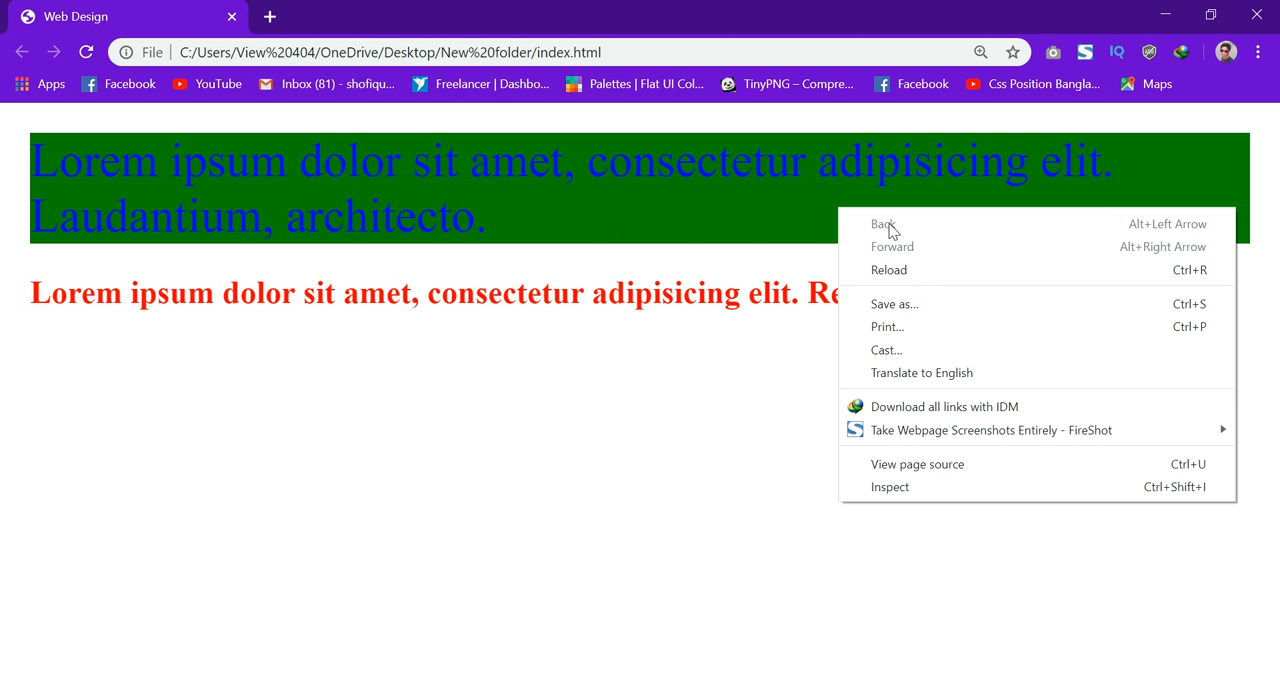 Web Design
File C:/Users/View%20404/OneDrive/Desktop/New%20folder/index.html
Apps Facebook YouTube Inbox (81) - shofiqu... Freelancer | Dashbo... Palettes | Flat UI Col... TinyPNG – Compre... Facebook Css Position Bangla... Maps
Lorem ipsum dolor sit amet, consectetur adipisicing elit.
Laudantium, architecto.
Lorem ipsum dolor sit amet, consectetur adipisicing elit. Re
Back Alt+Left Arrow
Forward Alt+Right Arrow
Reload Ctrl+R
Save as... Ctrl+S
Print... Ctrl+P
Cast...
Translate to English
Download all links with IDM
Take Webpage Screenshots Entirely - FireShot
View page source Ctrl+U
Inspect Ctrl+Shift+I